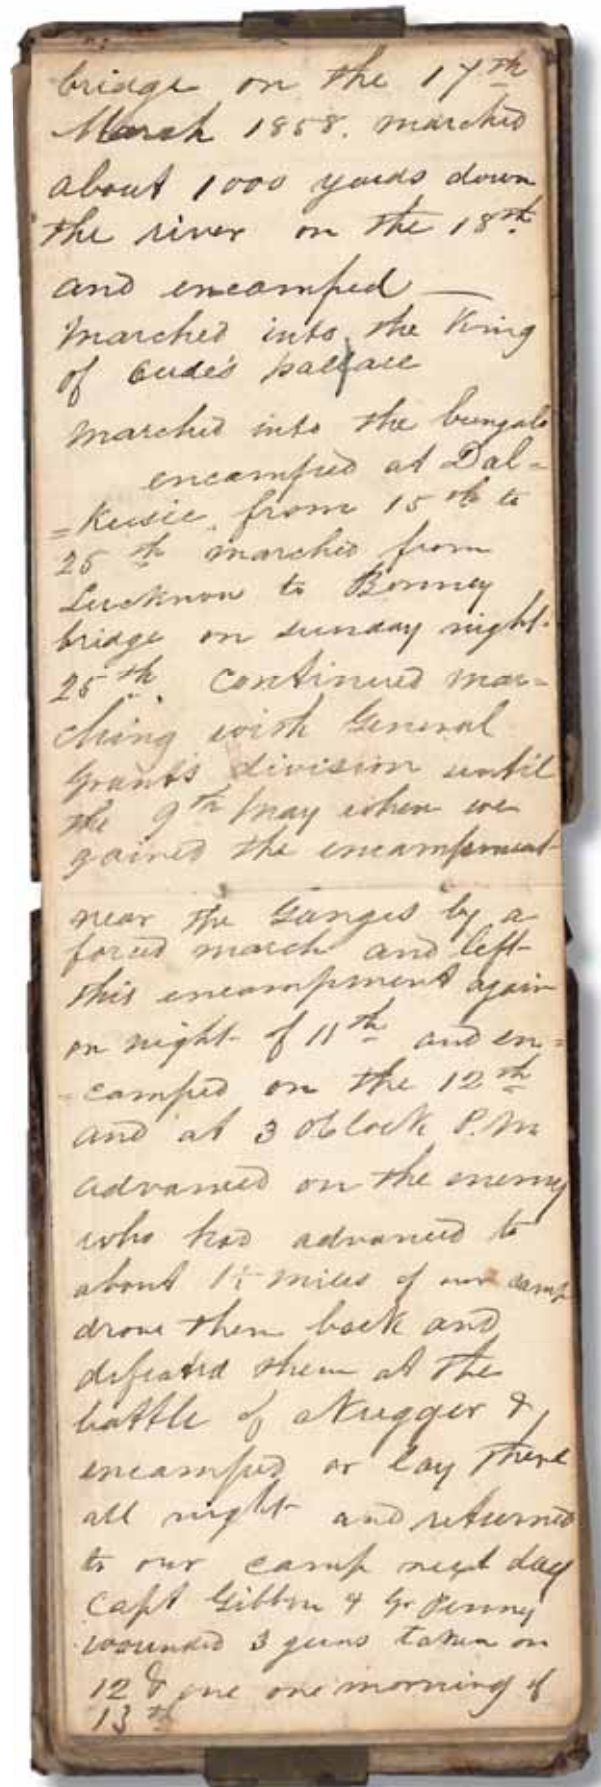 bridge on the 17th
March 1858. marched
about 1000 yards down
the river on the 18th.
and encamped —
marched into the King
of Oude's pallace
marched into the bungalo
encamped at Dal=
=Kusie from 15th to
25th marched from
Lucknow to Bonney
bridge on sunday night.
25th. continued mar=
ching with General
Grant's division until
the 9th May when we
gained the encampment
near the Ganges by a
forced march and left
this encampment again
on night of 11th and en=
=camped on the 12th
and at 3 oClock P.M
advanced on the enemy
who had advanced to
about 1½ miles of our camp
drove them back and
defeated them at the
battle of Nugger &
encamped or lay there
all night and returned
to our camp next day
Capt Gibbon & Gr Penny
wounded 3 guns taken on
12 & one one morning of
13th